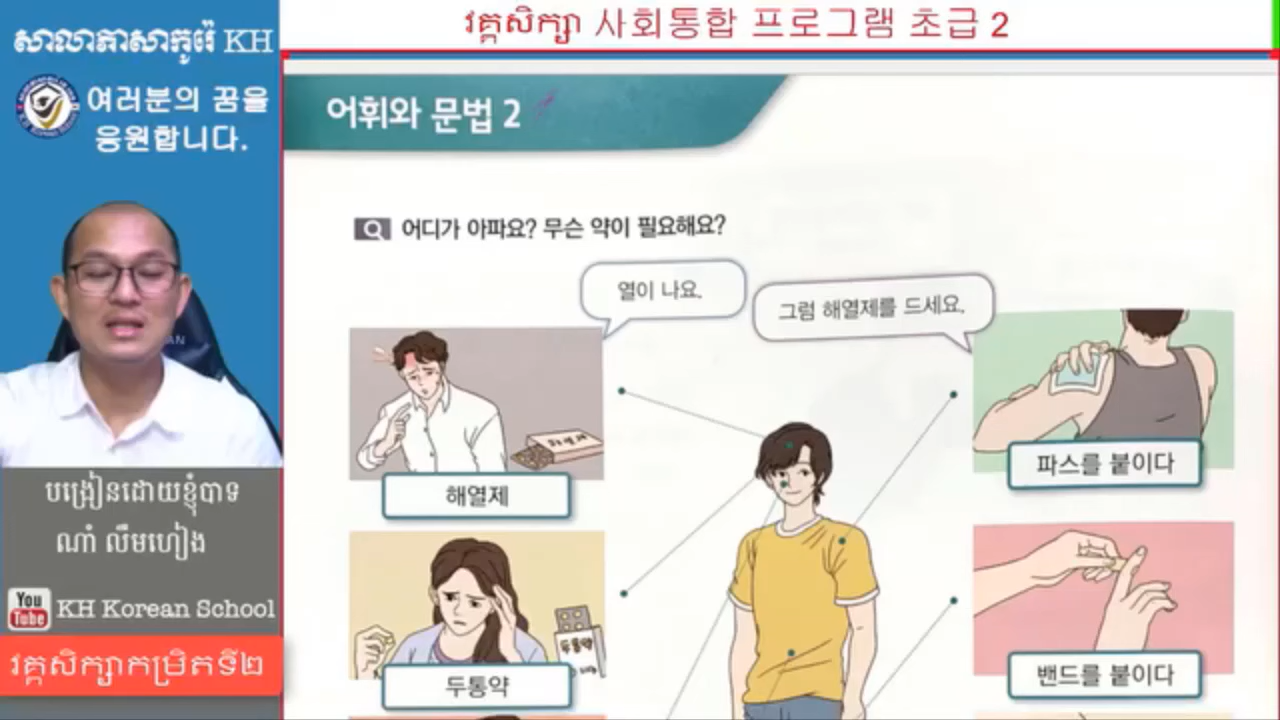 សាលាភាសាកូរ៉េ KH
여러분의 꿈을
응원합니다.
បង្រៀនដោយខ្ញុំបាទ
ណាំ លឹមហៀង
You
Tube
KH Korean School
វគ្គសិក្សាកម្រិតទី២
វគ្គសិក្សា 사회통합 프로그램 초급 2
어휘와 문법 2
Q 어디가 아파요? 무슨 약이 필요해요?
열이 나요.
그럼 해열제를 드세요.
해열제
파스를 붙이다
두통약
밴드를 붙이다